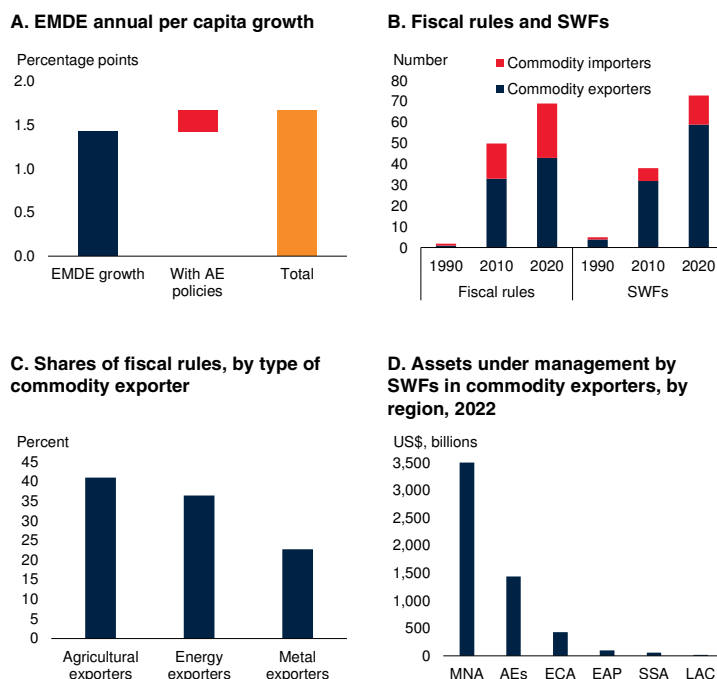 A. EMDE annual per capita growth
Percentage points
2.0
1.5
1.0
0.5
0.0
EMDE growth
With AE
policies
Total
B. Fiscal rules and SWFs
Number
Commodity importers
Commodity exporters
80
70
60
50
40
30
20
10
0
1990 2010 2020 1990 2010 2020
Fiscal rules SWFs
C. Shares of fiscal rules, by type of
commodity exporter
Percent
45
40
35
30
25
20
15
10
5
0
Agricultural
exporters
Energy
exporters
Metal
exporters
D. Assets under management by
SWFs in commodity exporters, by
region, 2022
US$, billions
3,500
3,000
2,500
2,000
1,500
1,000
500
0
MNA AEs ECA EAP SSA LAC